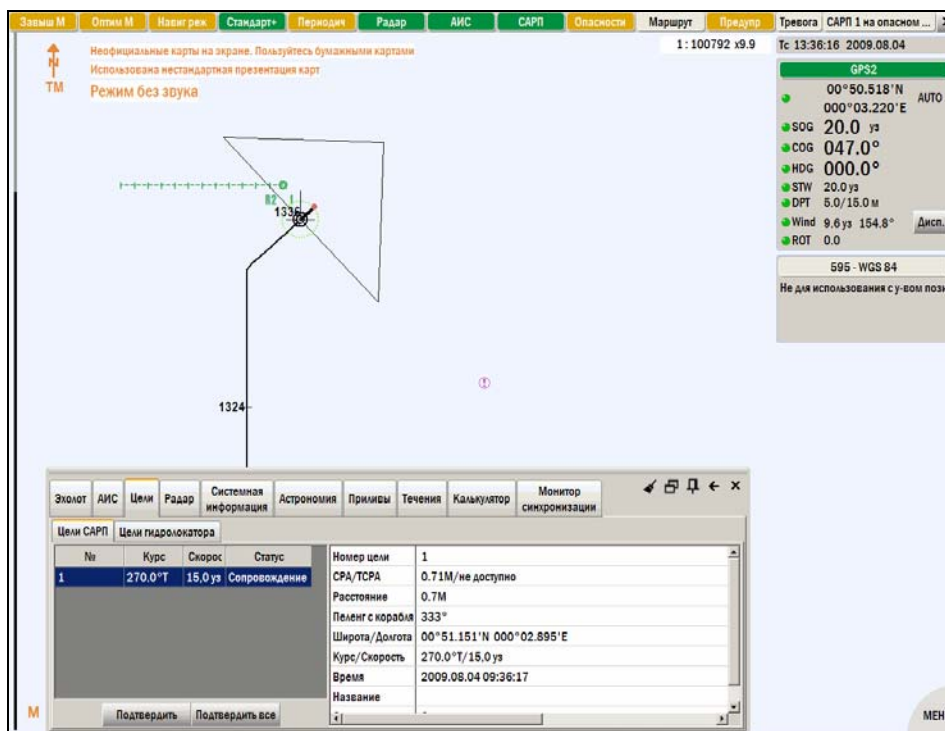 Завыш М Оптим М Навиг реж Стандарт+ Периодич Радар АИС САРП Опасности Маршрут Предупр Тревога САРП 1 на опасном ...
N
ТМ
Неофициальные карты на экране. Пользуйтесь бумажными картами
Использована нестандартная презентация карт
Режим без звука
1:100792 x9.9
Тс 13:36:16 2009.08.04
GPS2
00°50.518'N
000°03.220'E
AUTO
SOG 20.0 уз
COG 047.0°
HDG 000.0°
STW 20.0 уз
DPT 5.0/15.0 м
Wind 9.6 уз 154.8° Дисп.
ROT 0.0
595 - WGS 84
Не для использования с у-вом пози
R2 1
1336
1324
Эхолот АИС Цели Радар Системная информация Астрономия Приливы Течения Калькулятор Монитор синхронизации
Цели САРП Цели гидролокатора
№ Курс Скорос Статус
1 270.0°T 15,0 уз Сопровождение
Номер цели 1
CPA/TCPA 0.71М/не доступно
Расстояние 0.7М
Пеленг с корабля 333°
Широта/Долгота 00°51.151'N 000°02.895'E
Курс/Скорость 270.0°T/15,0 уз
Время 2009.08.04 09:36:17
Название
Подтвердить Подтвердить все
М
МЕН